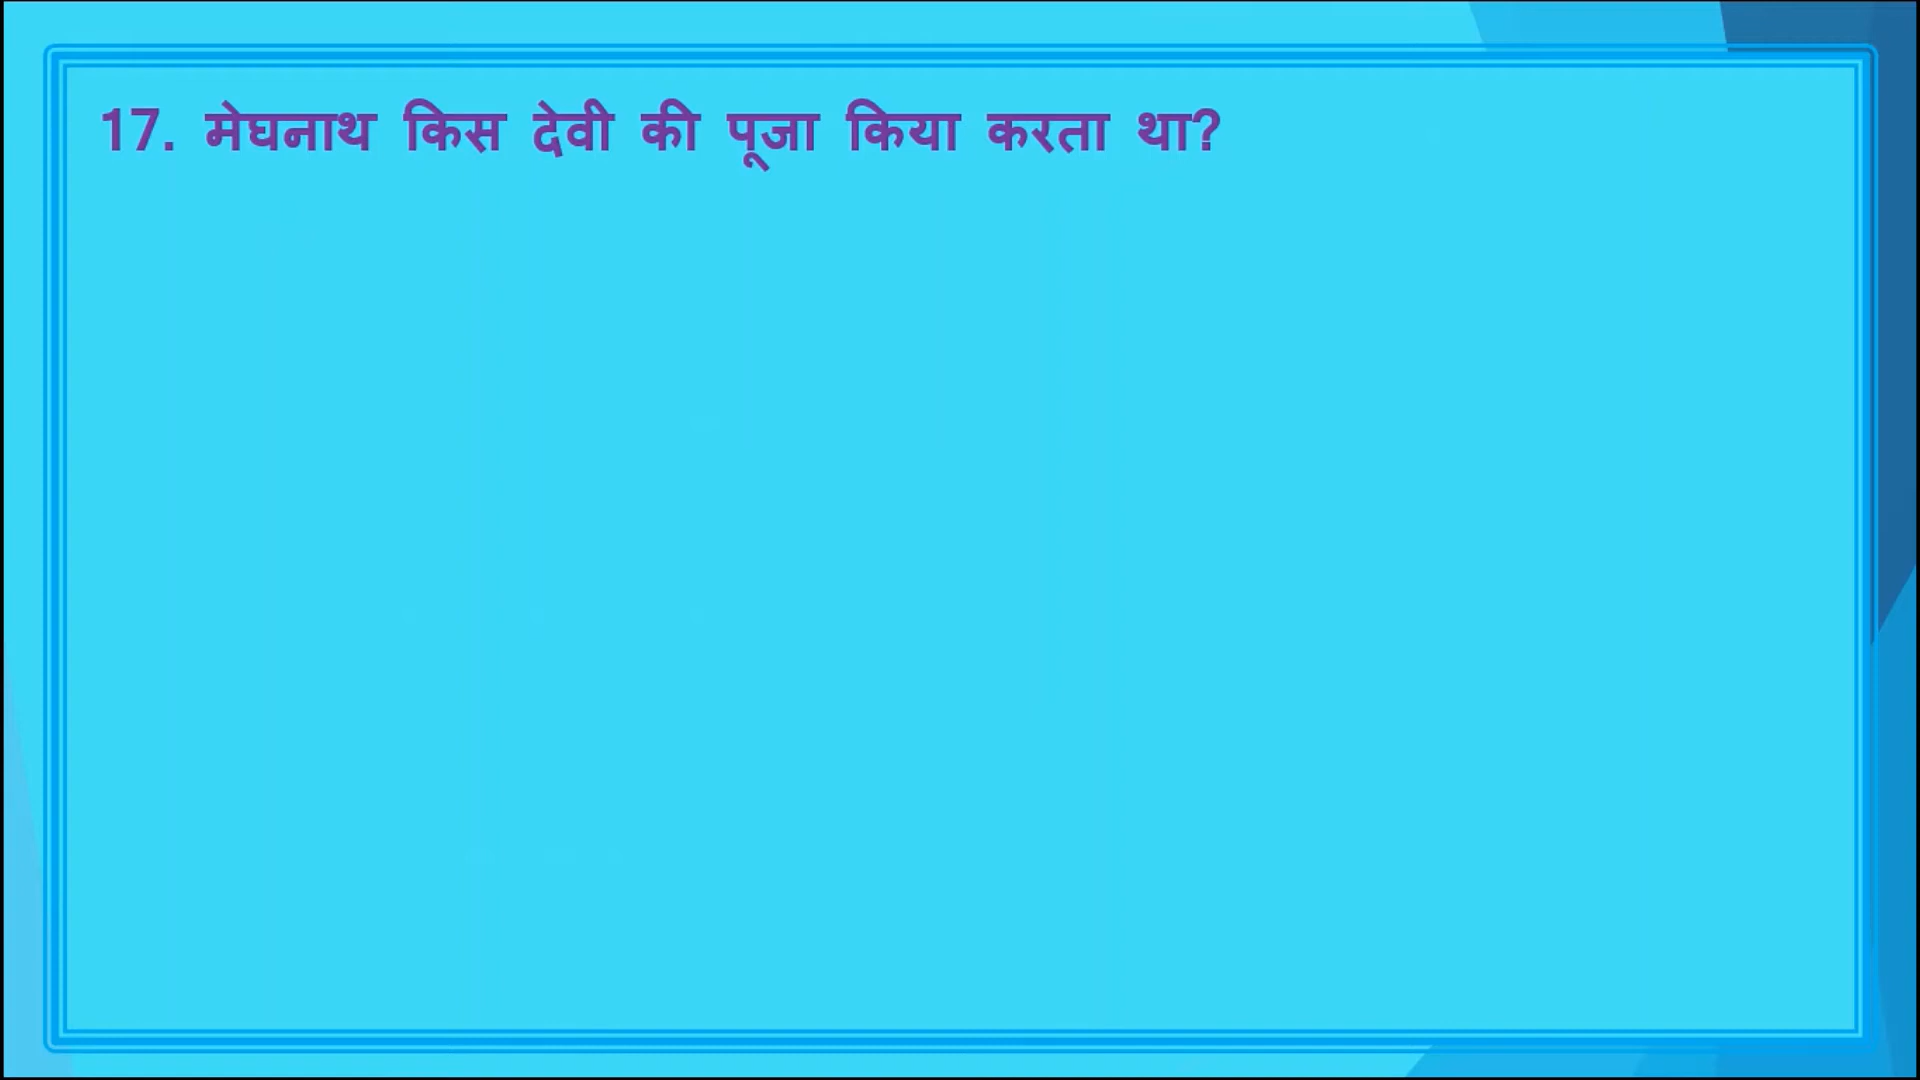 17. मेघनाथ किस देवी की पूजा किया करता था?